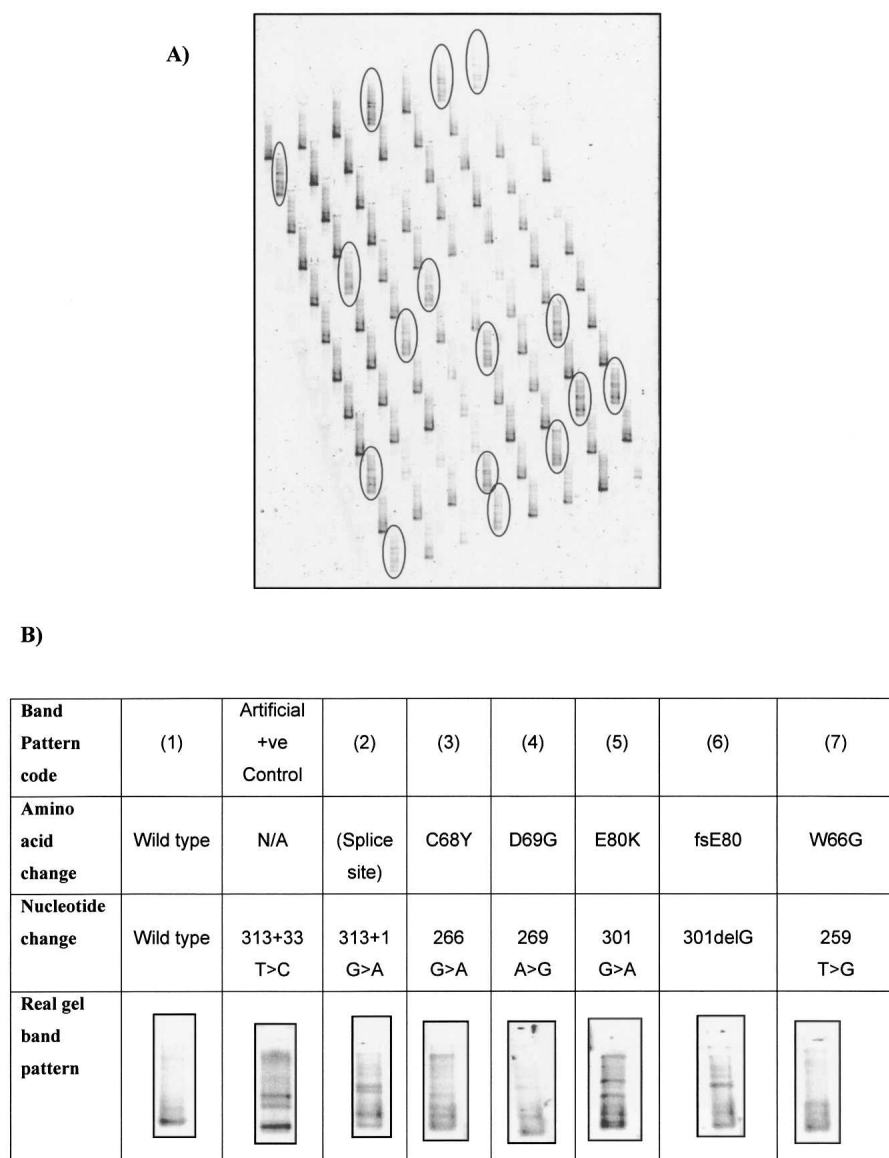 A)
B)
Band Pattern code
(1)
Artificial +ve Control
(2)
(3)
(4)
(5)
(6)
(7)
Amino acid change
Wild type
N/A
(Splice site)
C68Y
D69G
E80K
fsE80
W66G
Nucleotide change
Wild type
313+33 T>C
313+1 G>A
266 G>A
269 A>G
301 G>A
301delG
259 T>G
Real gel band pattern